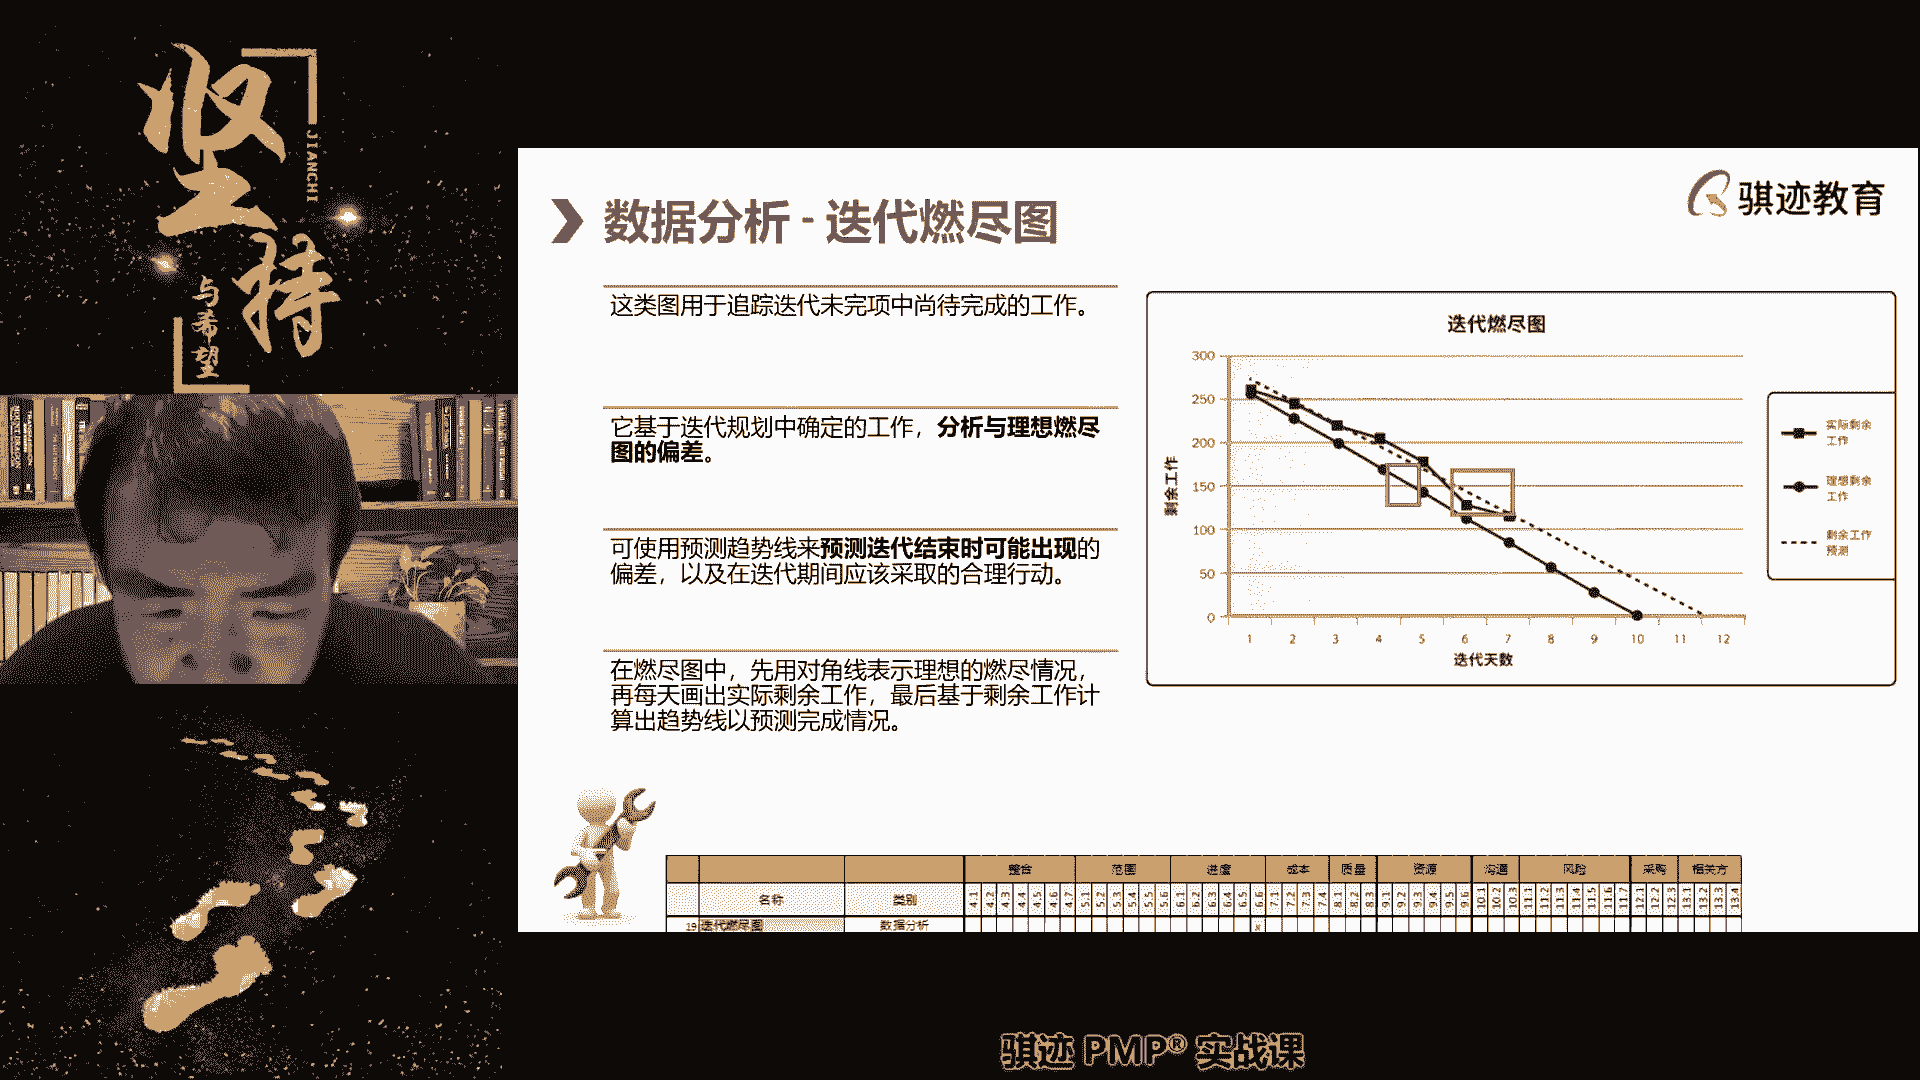 坚持
JIANCHI
与希望
数据分析 - 迭代燃尽图
骐迹教育
这类图用于追踪迭代未完项中尚待完成的工作。
它基于迭代规划中确定的工作，分析与理想燃尽
图的偏差。
可使用预测趋势线来预测迭代结束时可能出现的
偏差，以及在迭代期间应该采取的合理行动。
在燃尽图中，先用对角线表示理想的燃尽情况，
再每天画出实际剩余工作，最后基于剩余工作计
算出趋势线以预测完成情况。
迭代燃尽图
300
250
200
150
100
50
0
剩余工作
1 2 3 4 5 6 7 8 9 10 11 12
迭代天数
实际剩余
工作
理想剩余
工作
剩余工作
预测
整合 范围 进度 成本 质量 资源 沟通 风险 采购 相关方
名称 类别 4.1 4.2 4.3 4.4 4.5 4.6 4.7 5.1 5.2 5.3 5.4 5.5 5.6 6.1 6.2 6.3 6.4 6.5 6.6 7.1 7.2 7.3 7.4 8.1 8.2 8.3 9.1 9.2 9.3 9.4 9.5 9.6 10.1 10.2 10.3 11.1 11.2 11.3 11.4 11.5 11.6 11.7 12.1 12.2 12.3 13.1 13.2 13.3 13.4
19 迭代燃尽图 数据分析 x
骐迹 PMP® 实战课